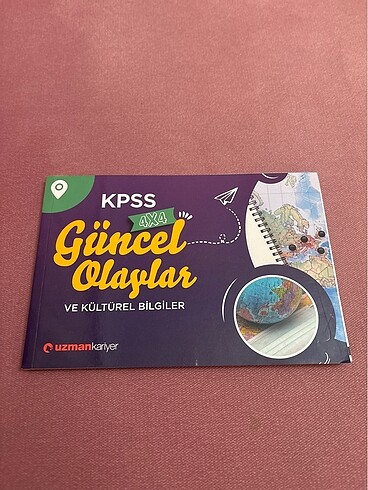 KPSS
4X4
Güncel
Olaylar
VE KÜLTÜREL BİLGİLER
uzmankariyer